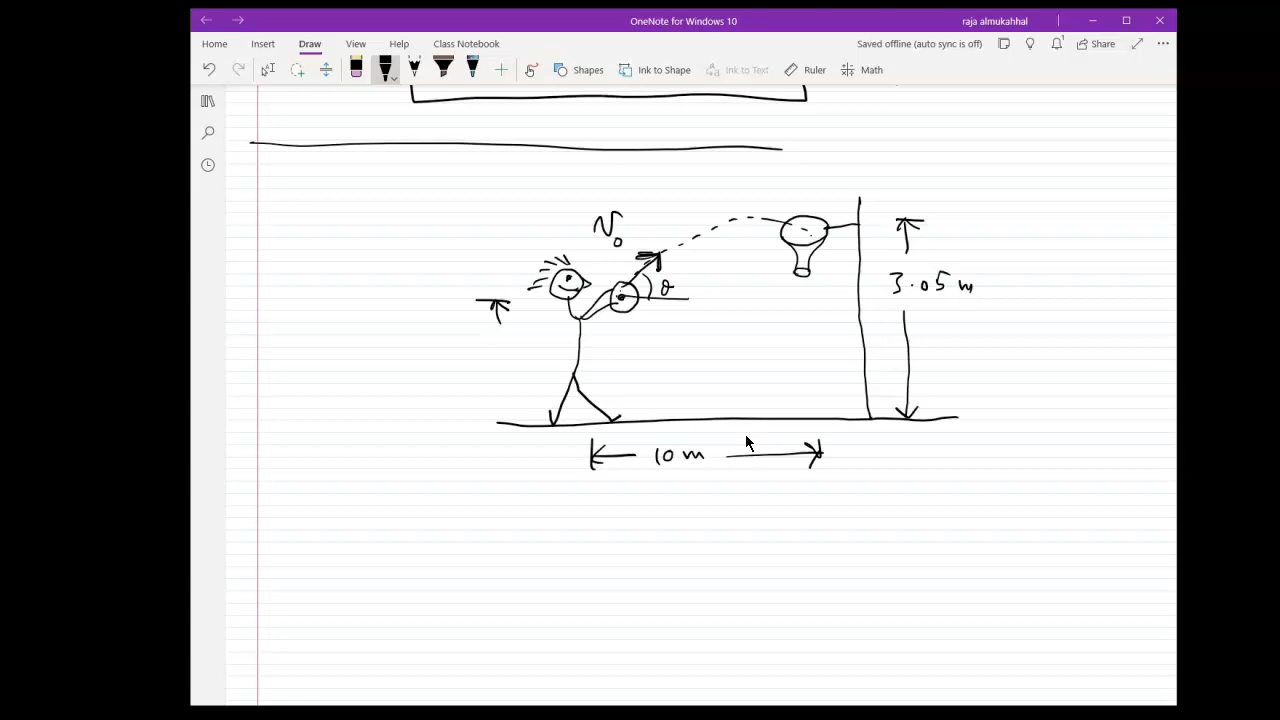 OneNote for Windows 10
raja almukahhal
Home Insert Draw View Help Class Notebook
Saved offline (auto sync is off)
Share
Shapes
Ink to Shape
Ink to Text
Ruler
Math
V₀
θ
3.05 m
10 m